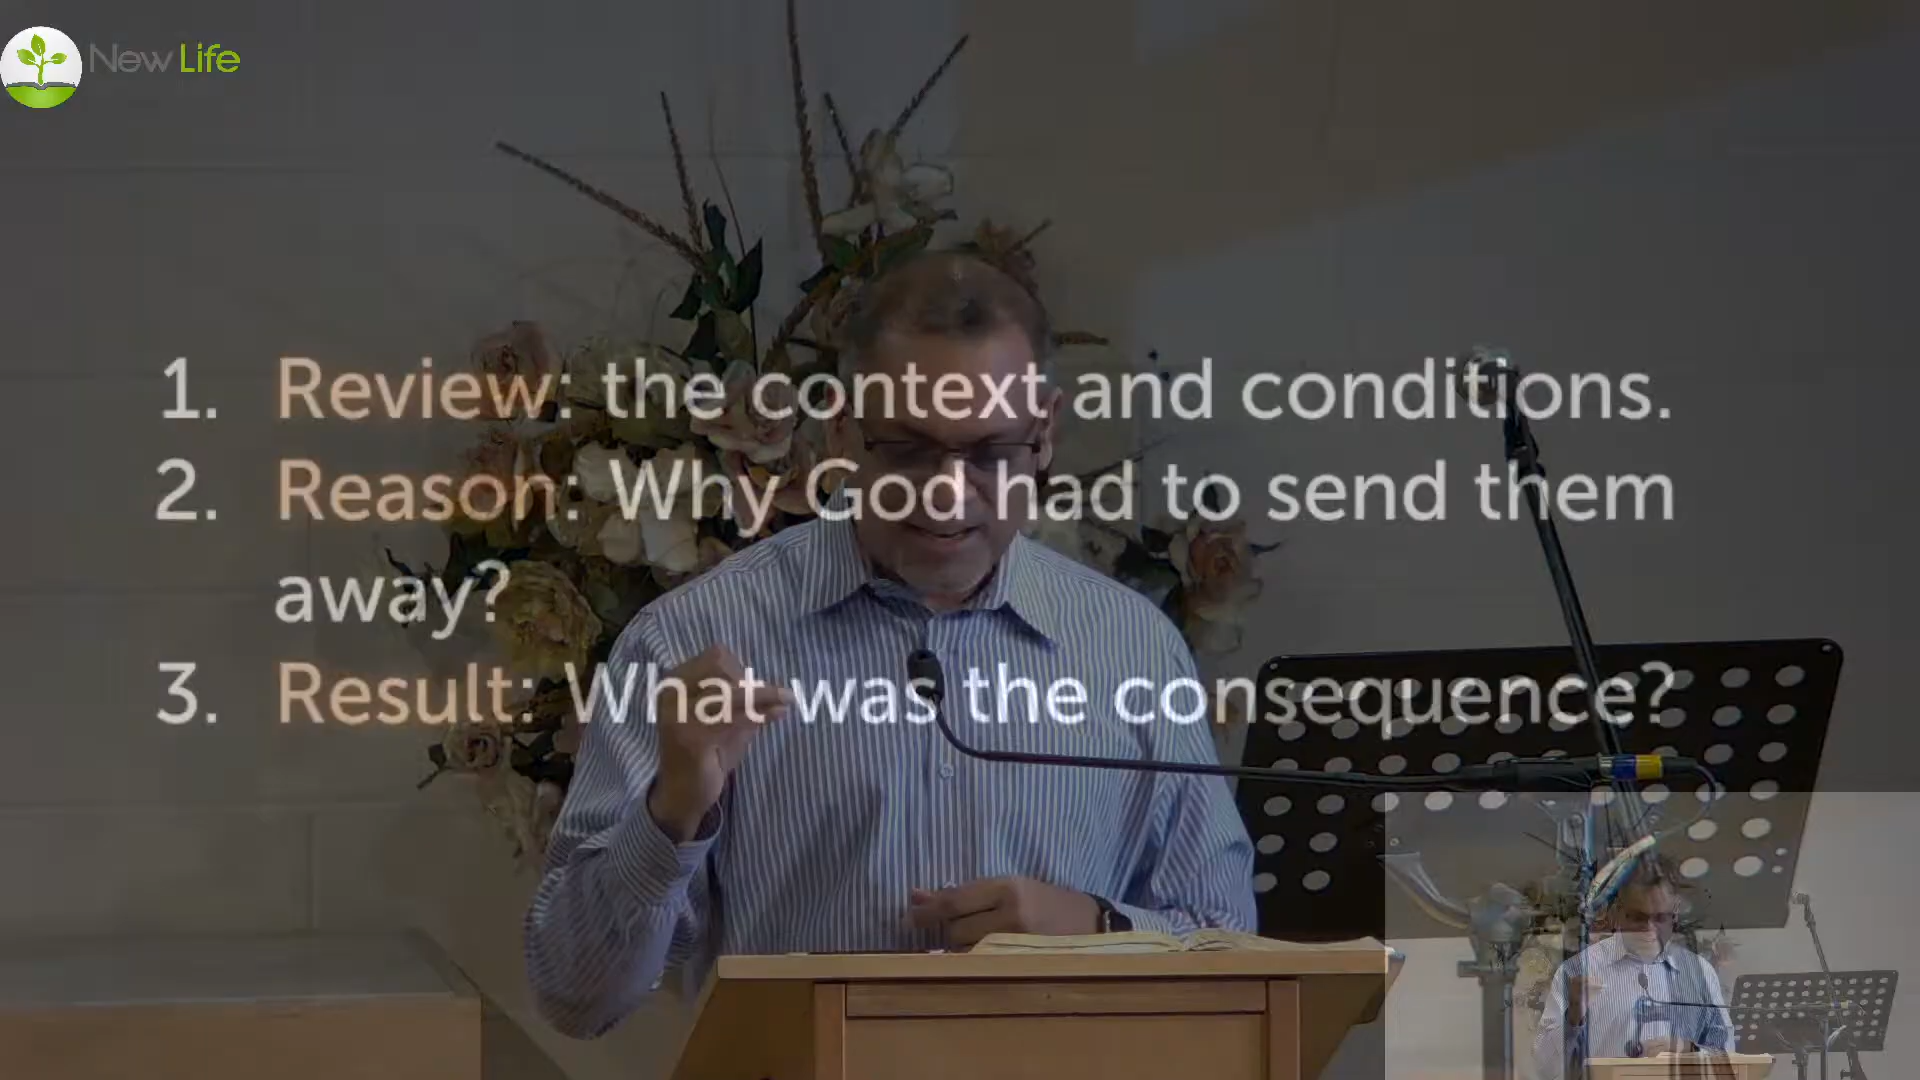 New Life
1. Review: the context and conditions.
2. Reason: Why God had to send them
away?
3. Result: What was the consequence?